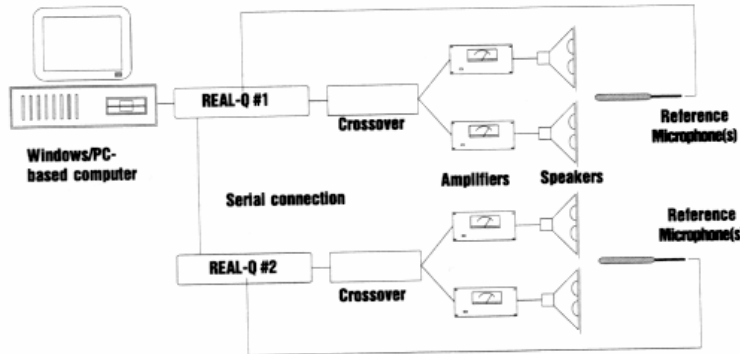 REAL-Q #1
Crossover
Reference
Microphone(s)
Windows/PC-
based computer
Amplifiers
Speakers
Serial connection
Reference
Microphone(s
REAL-Q #2
Crossover